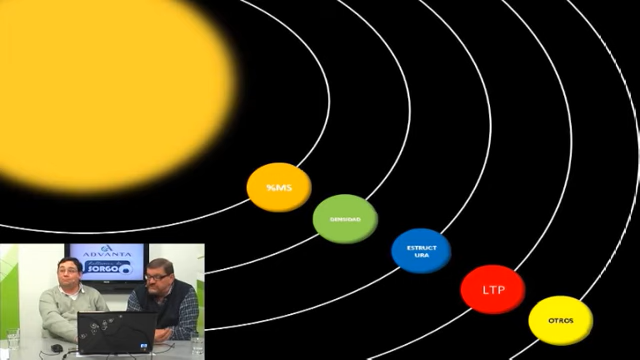 %MS
DENSIDAD
ESTRUCT
URA
LTP
OTROS
ADVANTA
SORGO